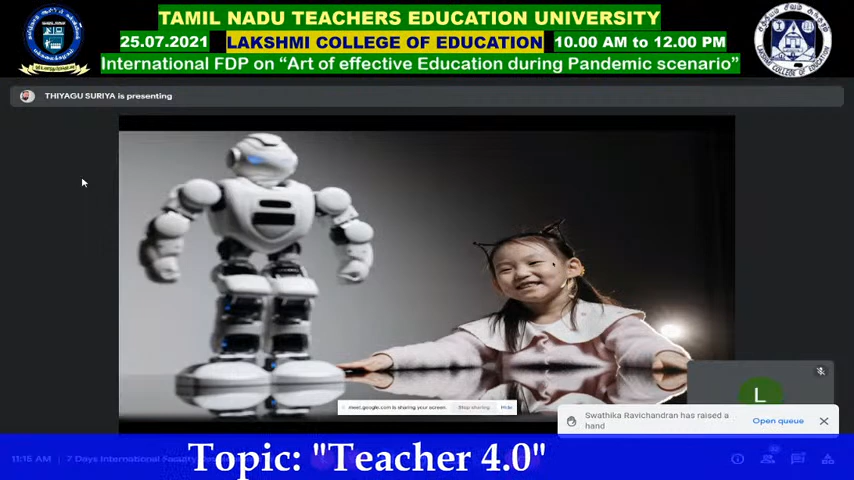 TAMIL NADU TEACHERS EDUCATION UNIVERSITY
25.07.2021 LAKSHMI COLLEGE OF EDUCATION 10.00 AM to 12.00 PM
International FDP on “Art of effective Education during Pandemic scenario”
THIYAGU SURIYA is presenting
meet.google.com is sharing your screen. Stop sharing Hide
L
Swathika Ravichandran has raised a
hand
Open queue
11:15 AM | 7 Days International Faculty
Topic: "Teacher 4.0"